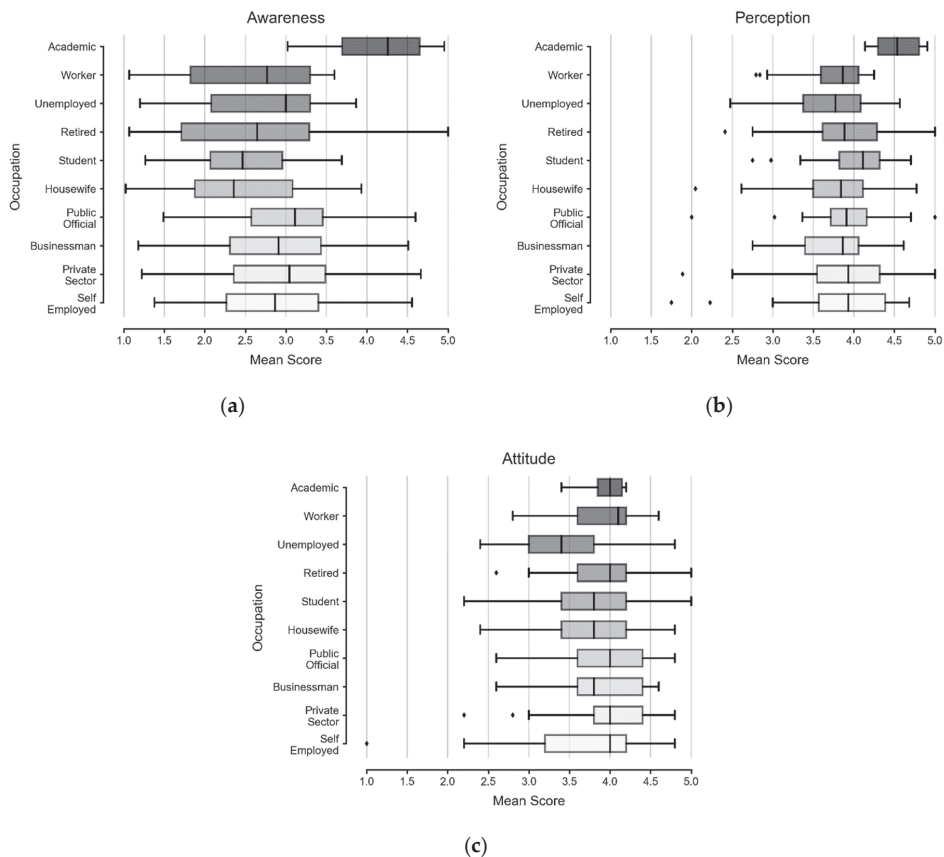 Awareness
Occupation
Academic
Worker
Unemployed
Retired
Student
Housewife
Public
Official
Businessman
Private
Sector
Self
Employed
1.0 1.5 2.0 2.5 3.0 3.5 4.0 4.5 5.0
Mean Score
(a)
Perception
Occupation
Academic
Worker
Unemployed
Retired
Student
Housewife
Public
Official
Businessman
Private
Sector
Self
Employed
1.0 1.5 2.0 2.5 3.0 3.5 4.0 4.5 5.0
Mean Score
(b)
Attitude
Occupation
Academic
Worker
Unemployed
Retired
Student
Housewife
Public
Official
Businessman
Private
Sector
Self
Employed
1.0 1.5 2.0 2.5 3.0 3.5 4.0 4.5 5.0
Mean Score
(c)